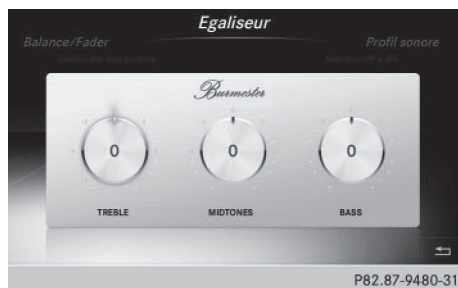 Egaliseur
Balance/Fader
Profil sonore
Burmester
0 0 0
TREBLE MIDTONES BASS
P82.87-9480-31